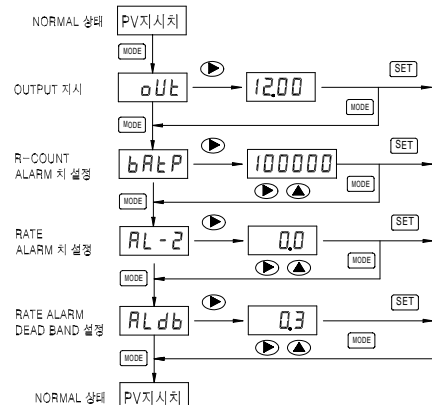 NORMAL 상태 PV지시치
MODE
OUTPUT 지시 oUt 12.00 SET
MODE
MODE
R-COUNT
ALARM 치 설정 bAtP 100000 SET
MODE
MODE
RATE
ALARM 치 설정 AL-2 0.0 SET
MODE
MODE
RATE ALARM
DEAD BAND 설정 ALdb 0.3 SET
MODE
MODE
NORMAL 상태 PV지시치